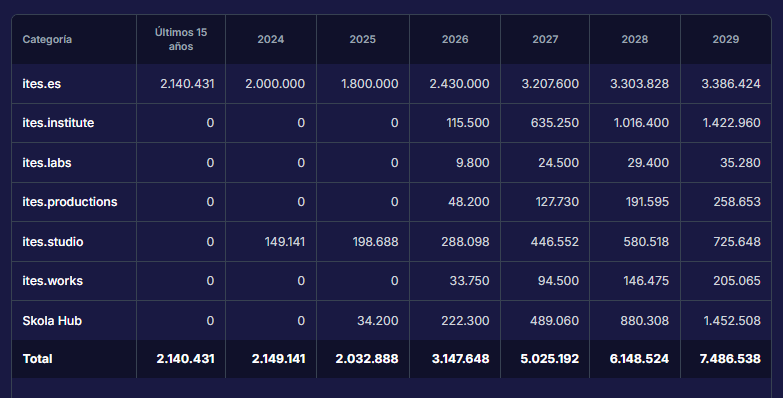 Categoría Últimos 15 años 2024 2025 2026 2027 2028 2029
ites.es 2.140.431 2.000.000 1.800.000 2.430.000 3.207.600 3.303.828 3.386.424
ites.institute 0 0 0 115.500 635.250 1.016.400 1.422.960
ites.labs 0 0 0 9.800 24.500 29.400 35.280
ites.productions 0 0 0 48.200 127.730 191.595 258.653
ites.studio 0 149.141 198.688 288.098 446.552 580.518 725.648
ites.works 0 0 0 33.750 94.500 146.475 205.065
Skola Hub 0 0 34.200 222.300 489.060 880.308 1.452.508
Total 2.140.431 2.149.141 2.032.888 3.147.648 5.025.192 6.148.524 7.486.538